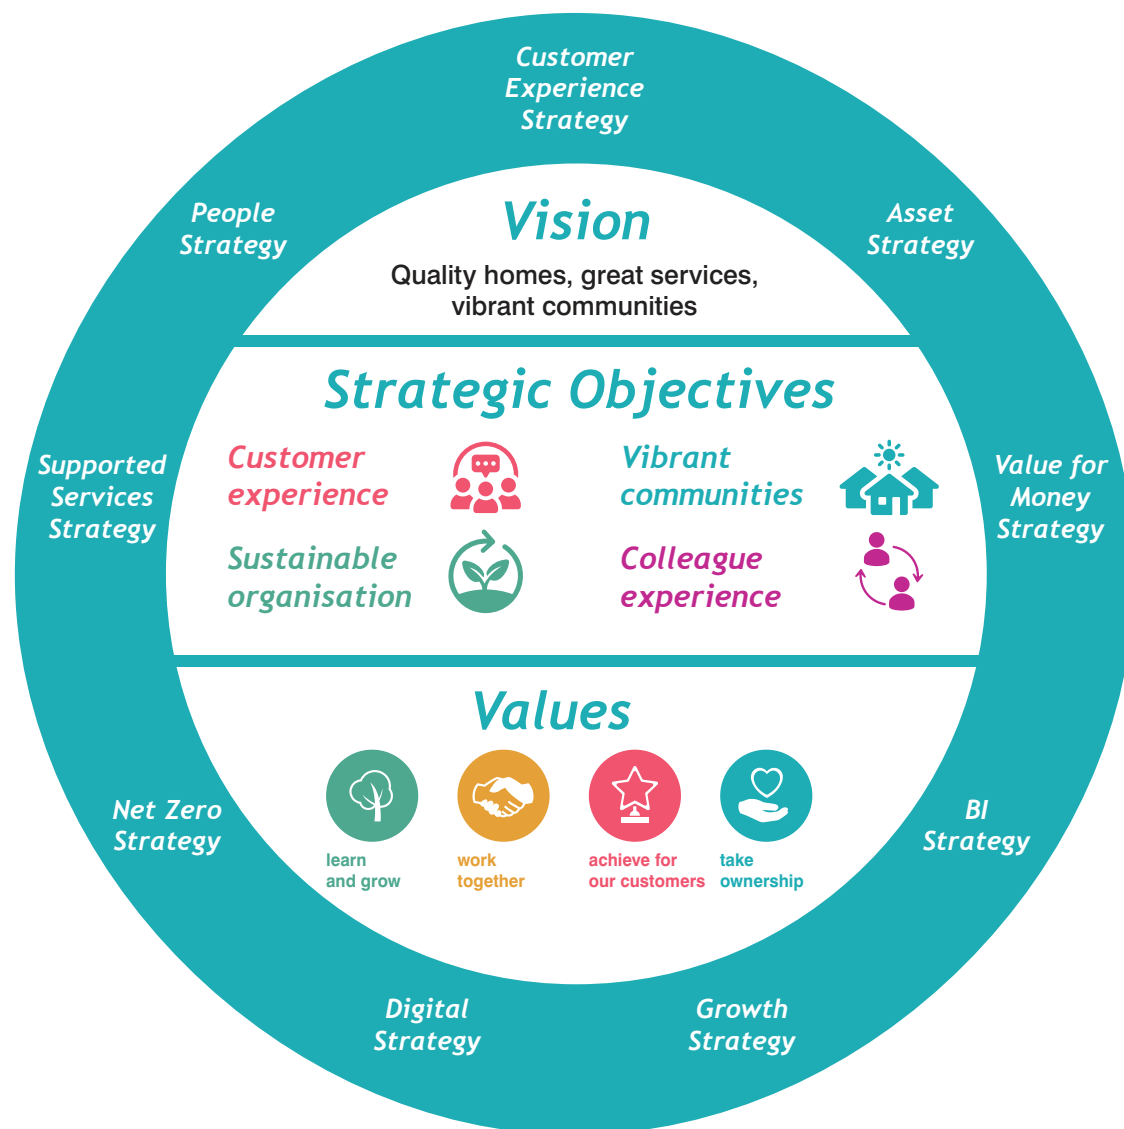 Customer
Experience
Strategy
People
Strategy
Asset
Strategy
Vision
Quality homes, great services,
vibrant communities
Strategic Objectives
Customer
experience
Vibrant
communities
Sustainable
organisation
Colleague
experience
Supported
Services
Strategy
Value for
Money
Strategy
Values
learn
and grow
work
together
achieve for
our customers
take
ownership
Net Zero
Strategy
BI
Strategy
Digital
Strategy
Growth
Strategy